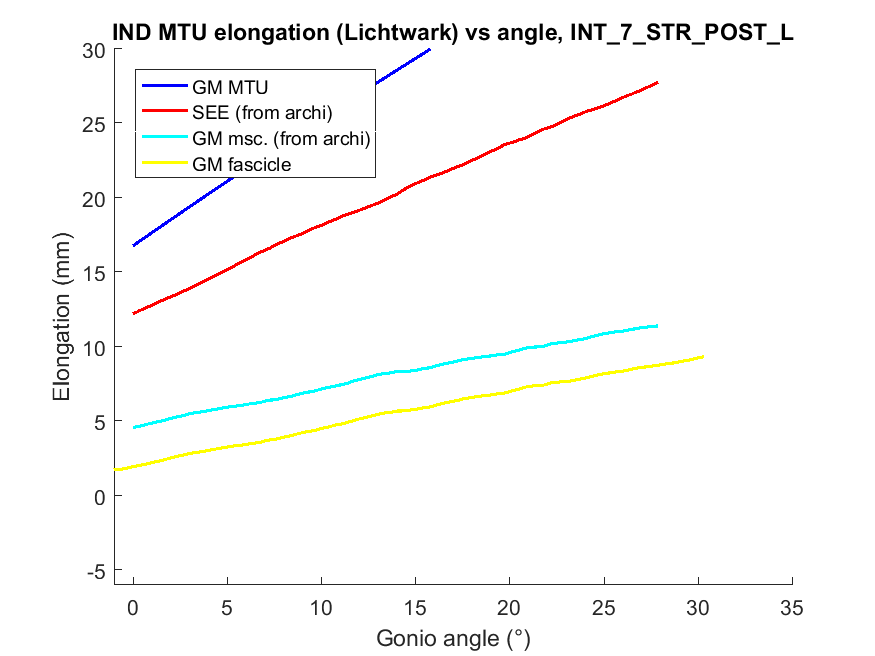 IND MTU elongation (Lichtwark) vs angle, INT_7_STR_POST_L
30
25
20
15
10
5
0
-5
Elongation (mm)
GM MTU
SEE (from archi)
GM msc. (from archi)
GM fascicle
0 5 10 15 20 25 30 35
Gonio angle (°)